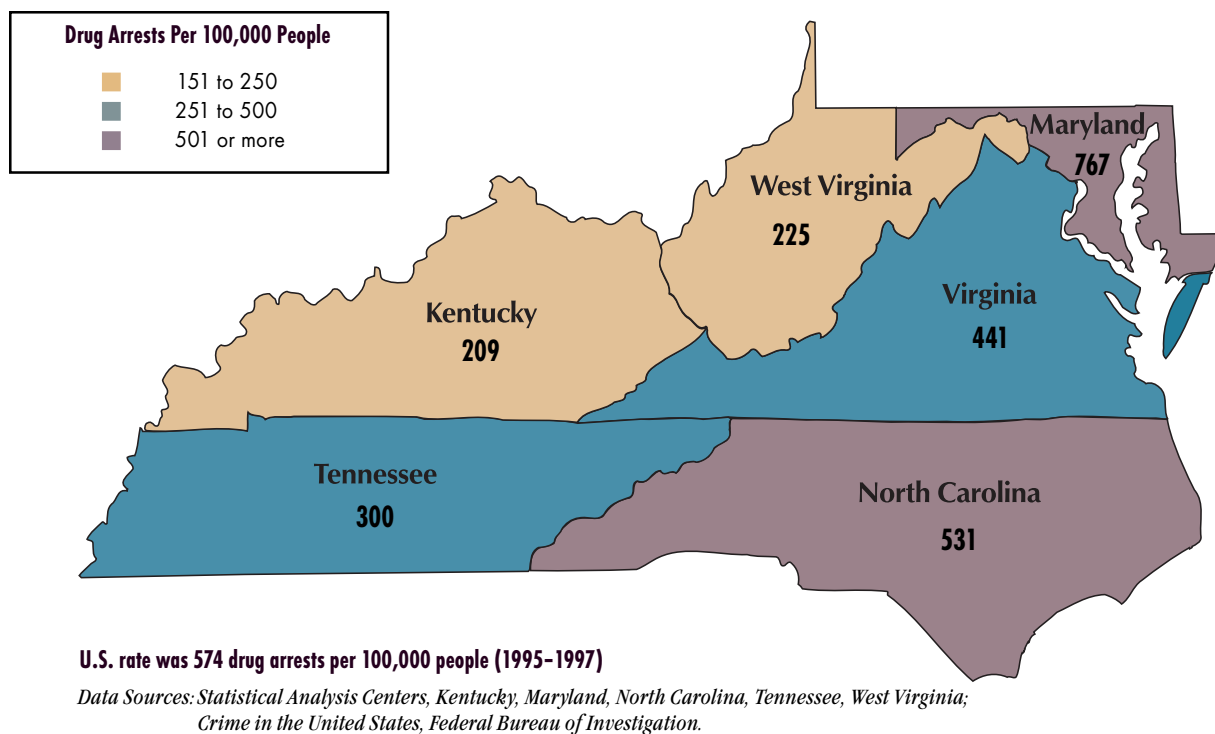 Drug Arrests Per 100,000 People
151 to 250
251 to 500
501 or more
Maryland
767
West Virginia
225
Virginia
441
Kentucky
209
Tennessee
300
North Carolina
531
U.S. rate was 574 drug arrests per 100,000 people (1995–1997)
Data Sources: Statistical Analysis Centers, Kentucky, Maryland, North Carolina, Tennessee, West Virginia;
Crime in the United States, Federal Bureau of Investigation.